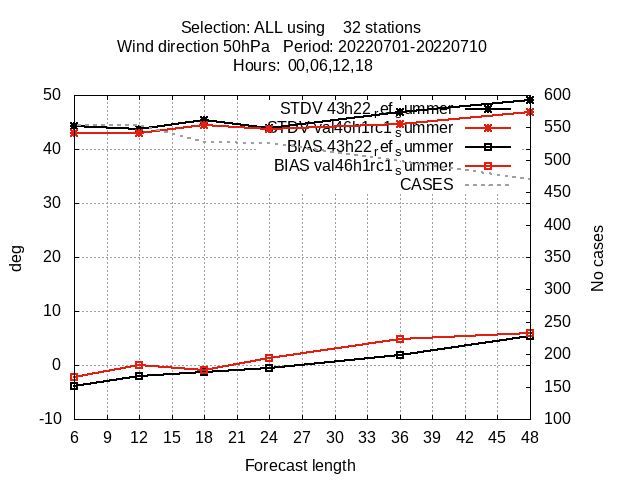 Selection: ALL using 32 stations
Wind direction 50hPa Period: 20220701-20220710
Hours: 00,06,12,18
50 600
STDV 43h22_ref_summer
550
STDV val46h1rc1_summer
40 500
BIAS 43h22_ref_summer
BIAS val46h1rc1_summer
CASES
450
30 400
20 350
300
10 250
0 200
150
-10 100
deg
No cases
6 9 12 15 18 21 24 27 30 33 36 39 42 45 48
Forecast length